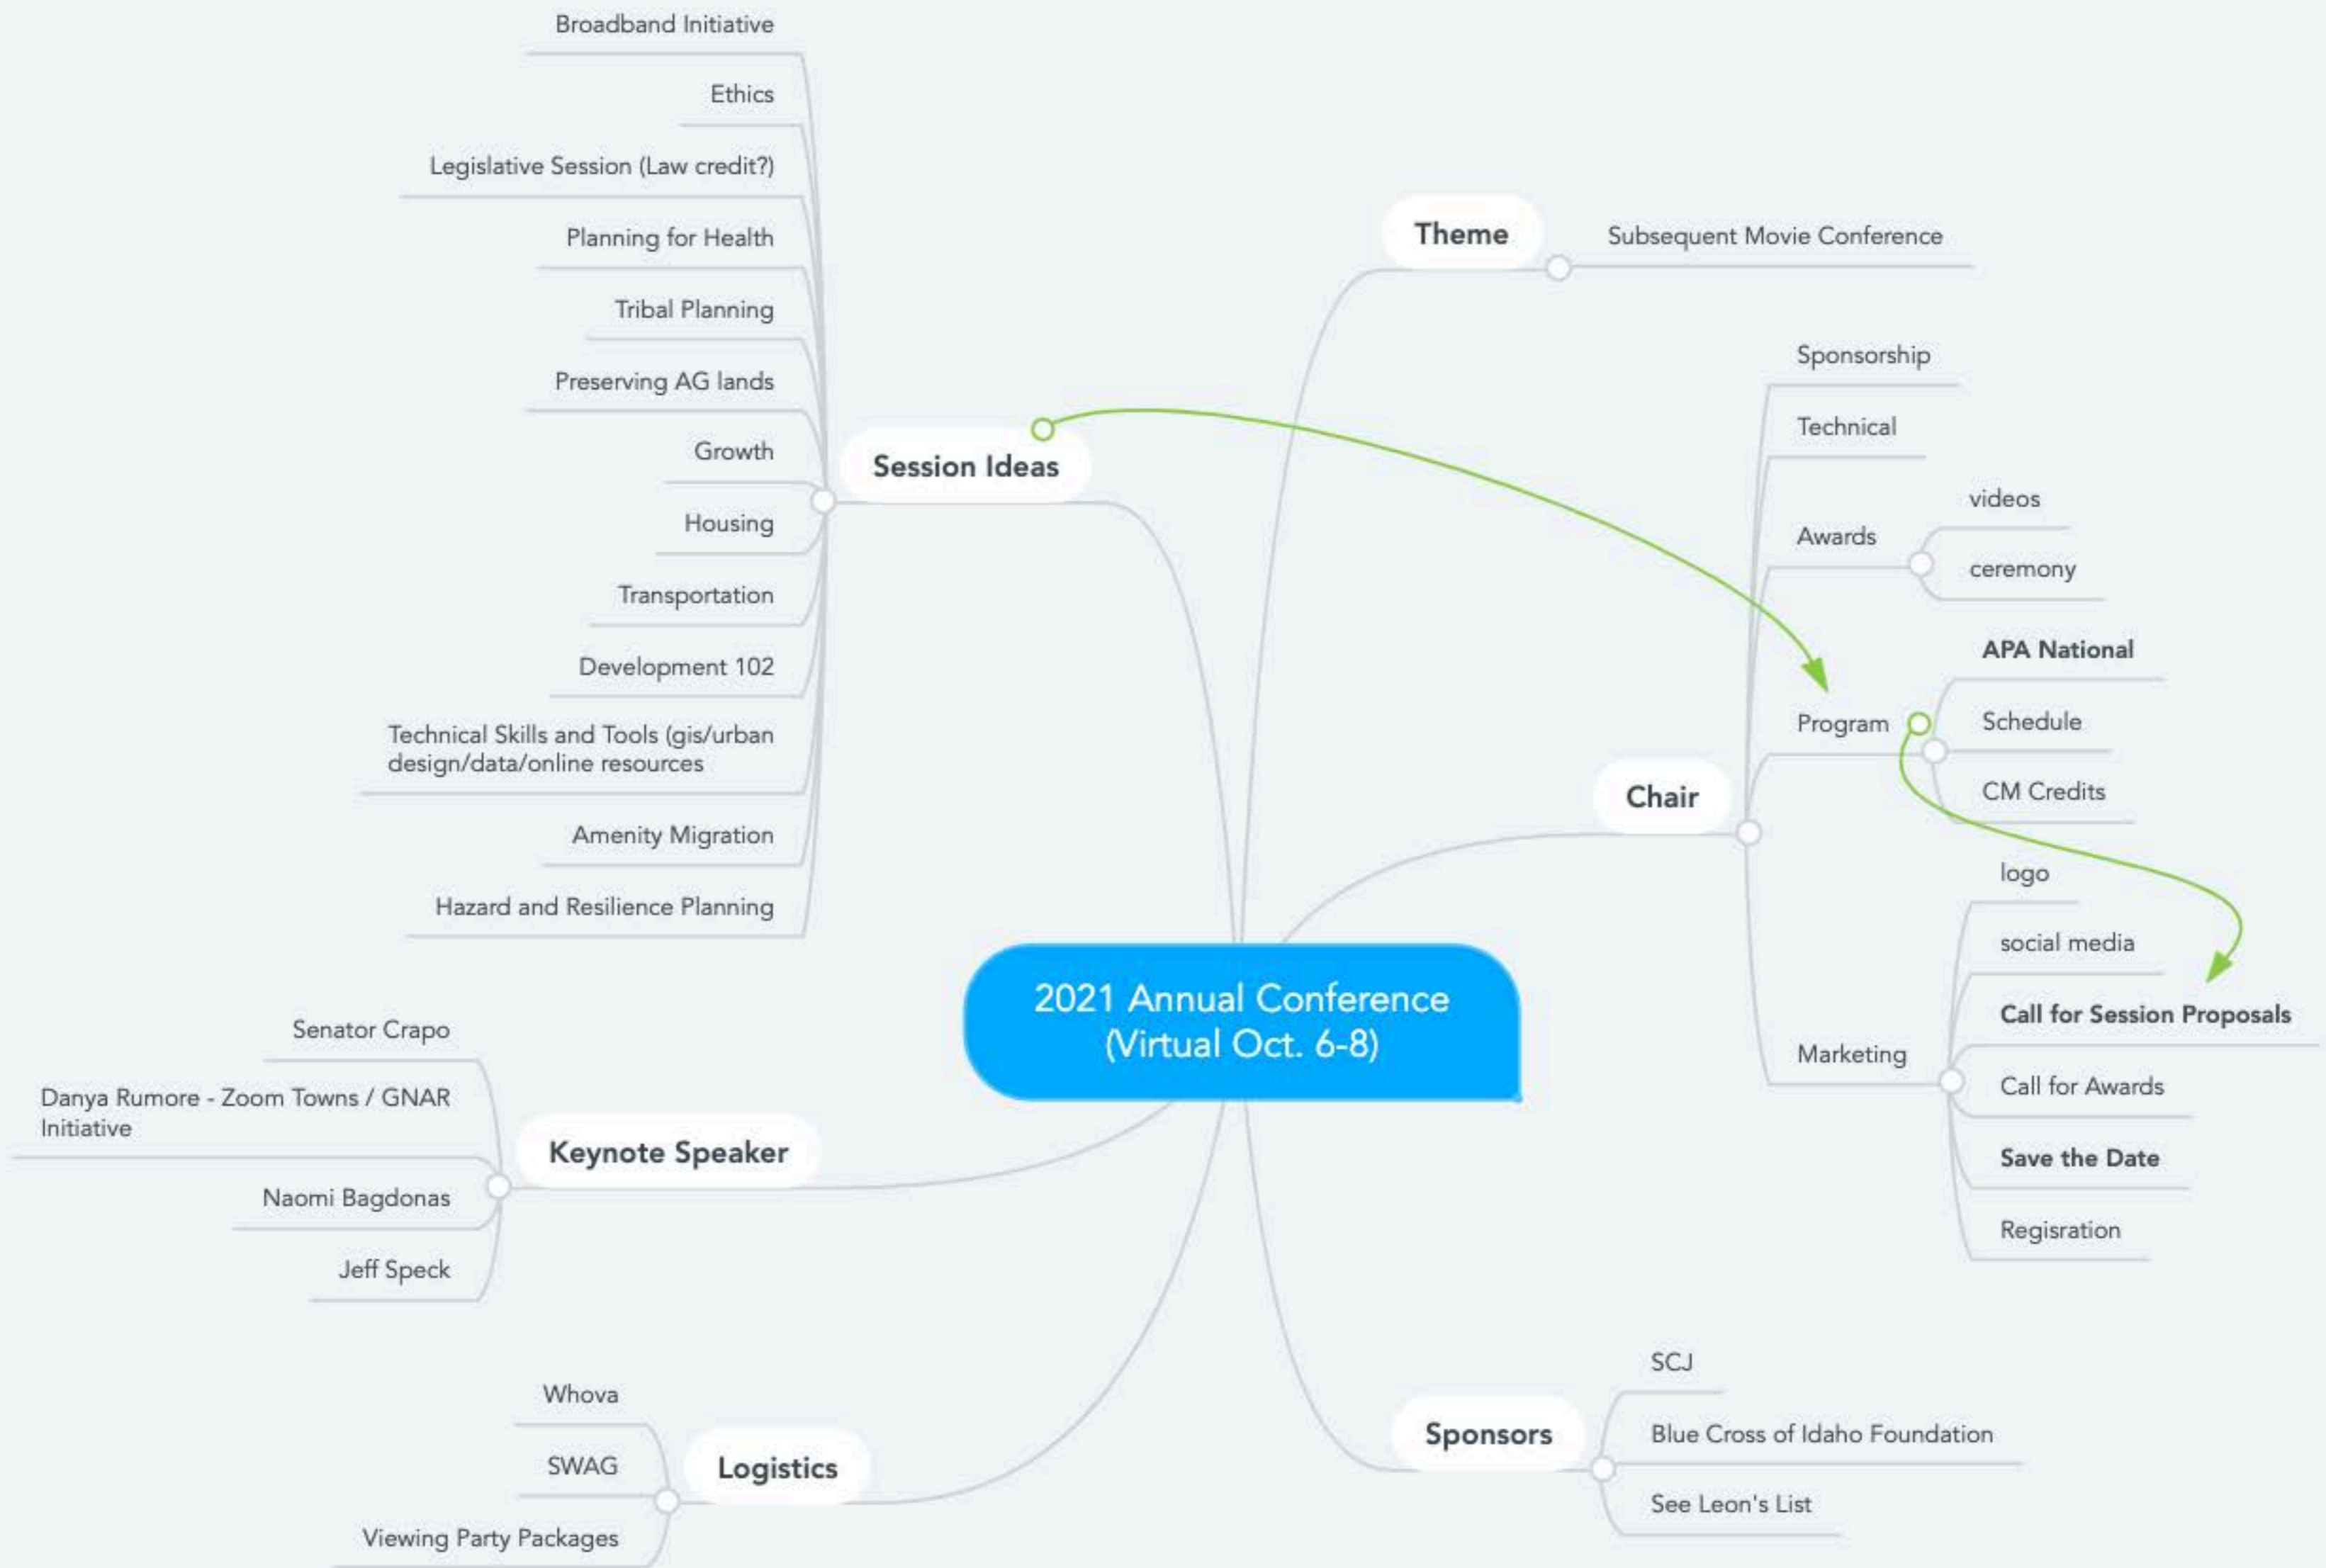 2021 Annual Conference
(Virtual Oct. 6-8)
Theme
Subsequent Movie Conference
Chair
Sponsorship
Technical
Awards
videos
ceremony
Program
APA National
Schedule
CM Credits
Marketing
logo
social media
Call for Session Proposals
Call for Awards
Save the Date
Regisration
Sponsors
SCJ
Blue Cross of Idaho Foundation
See Leon's List
Session Ideas
Broadband Initiative
Ethics
Legislative Session (Law credit?)
Planning for Health
Tribal Planning
Preserving AG lands
Growth
Housing
Transportation
Development 102
Technical Skills and Tools (gis/urban
design/data/online resources
Amenity Migration
Hazard and Resilience Planning
Keynote Speaker
Senator Crapo
Danya Rumore - Zoom Towns / GNAR
Initiative
Naomi Bagdonas
Jeff Speck
Logistics
Whova
SWAG
Viewing Party Packages